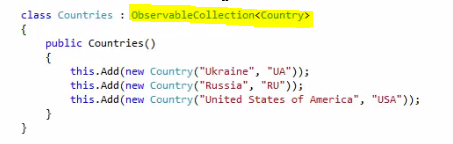 class Countries : ObservableCollection<Country>
{
public Countries()
{
this.Add(new Country("Ukraine", "UA"));
this.Add(new Country("Russia", "RU"));
this.Add(new Country("United States of America", "USA"));
}
}